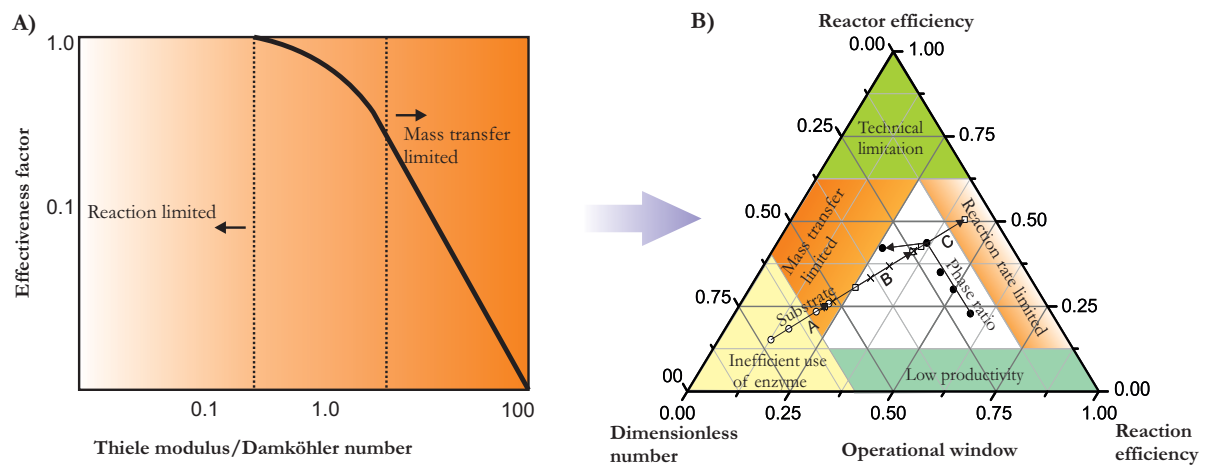 A)
1.0
0.1
Effectiveness factor
Reaction limited
Mass transfer
limited
0.1
1.0
100
Thiele modulus/Damköhler number
B)
Reactor efficiency
0.00
1.00
0.25
0.75
0.50
0.50
0.75
0.25
00
0.00
0.00
0.25
0.50
0.75
1.00
Technical
limitation
Mass transfer
limited
Reaction rate limited
Substrate
A
B
C
Phase ratio
Inefficient use
of enzyme
Low productivity
Dimensionless
number
Operational window
Reaction
efficiency